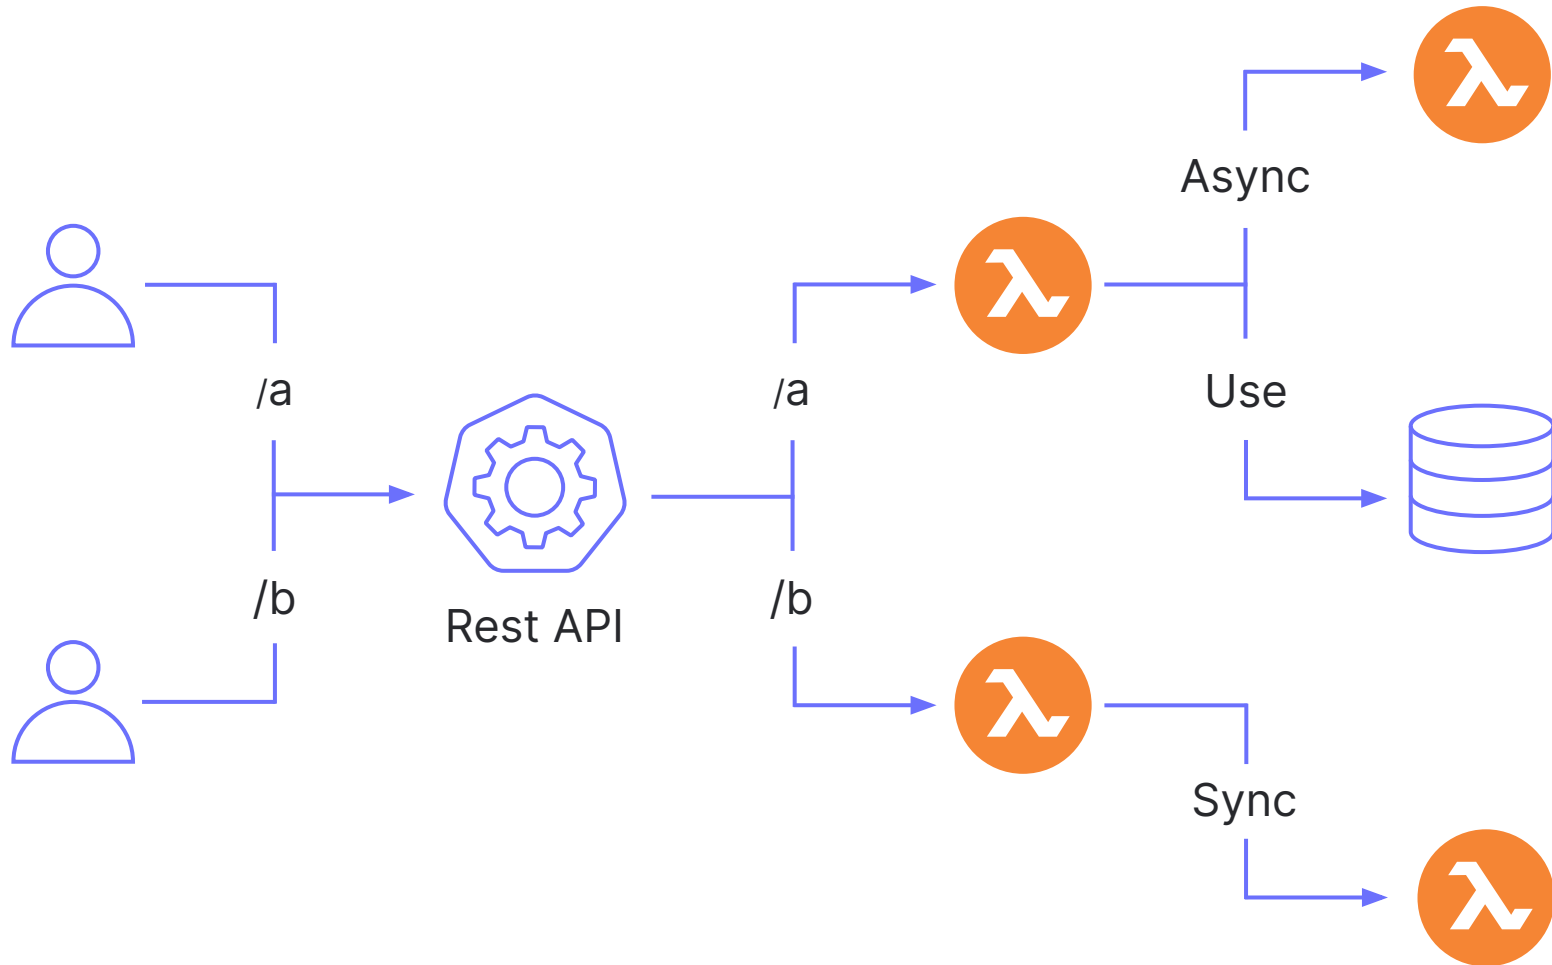 Async
/a
/a
Use
/b
Rest API
/b
Sync